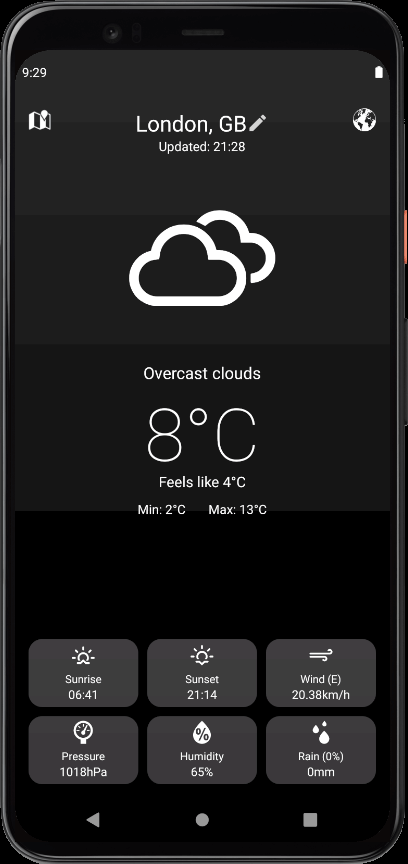 9:29
London, GB
Updated: 21:28
Overcast clouds
8°C
Feels like 4°C
Min: 2°C Max: 13°C
Sunrise
06:41
Sunset
21:14
Wind (E)
20.38km/h
Pressure
1018hPa
%
Humidity
65%
Rain (0%)
0mm